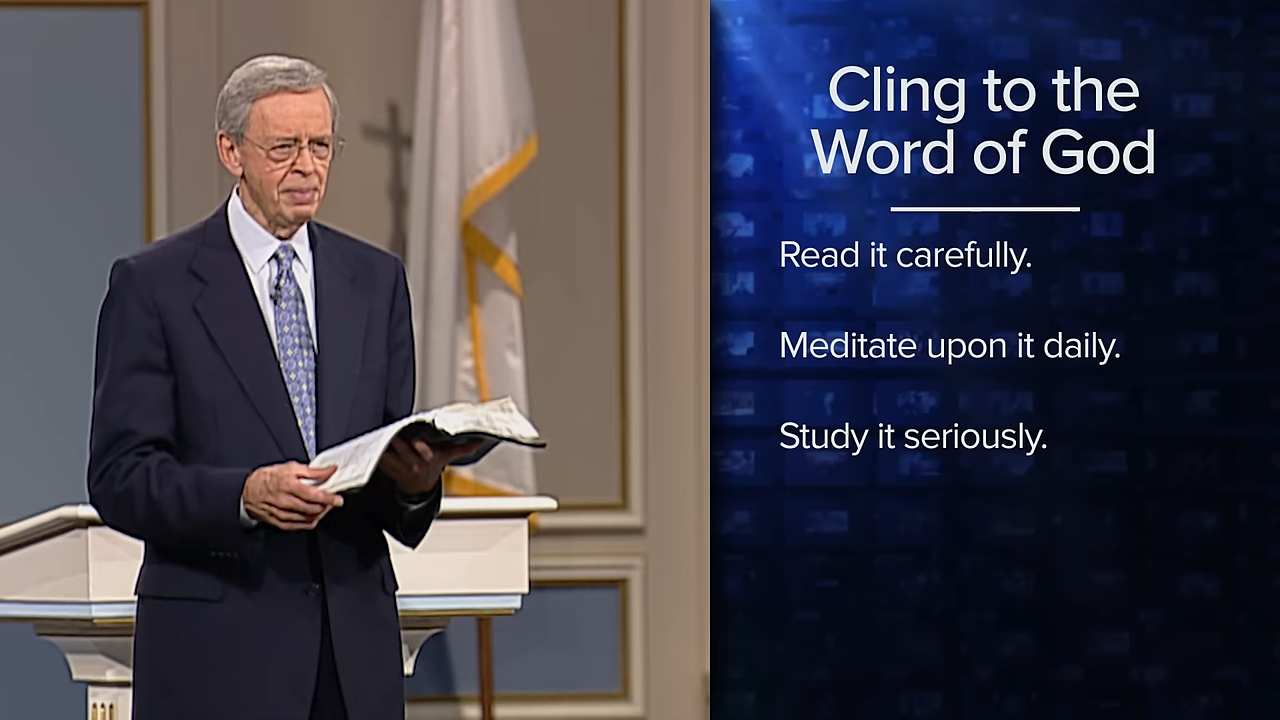 Cling to the
Word of God
Read it carefully.
Meditate upon it daily.
Study it seriously.